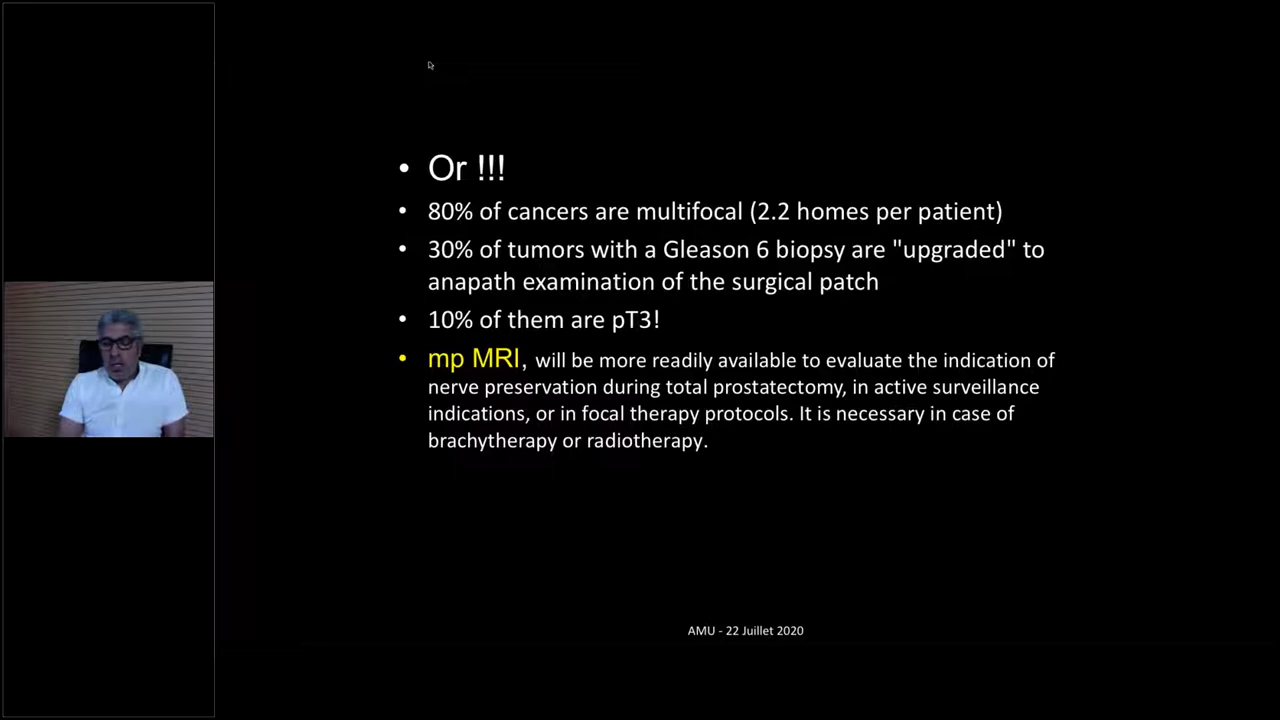 • Or !!!
• 80% of cancers are multifocal (2.2 homes per patient)
• 30% of tumors with a Gleason 6 biopsy are "upgraded" to
anapath examination of the surgical patch
• 10% of them are pT3!
• mp MRI, will be more readily available to evaluate the indication of
nerve preservation during total prostatectomy, in active surveillance
indications, or in focal therapy protocols. It is necessary in case of
brachytherapy or radiotherapy.
AMU - 22 Juillet 2020